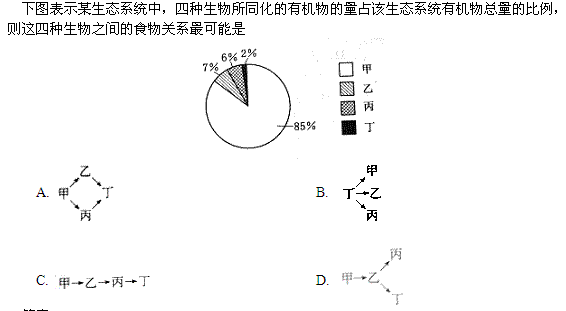 下图表示某生态系统中，四种生物所同化的有机物的量占该生态系统有机物总量的比例，
则这四种生物之间的食物关系最可能是
6% 2%
7%
85%
甲
乙
丙
丁
A. 甲 乙 丙 丁
B. 丁 甲 乙 丙
C. 甲→乙→丙→丁
D. 甲→乙 丙 丁